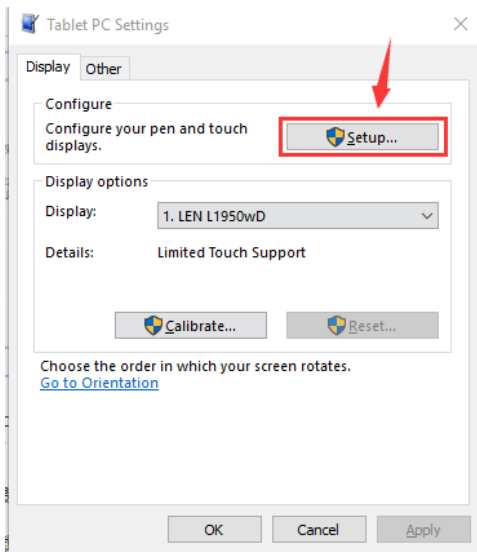 Tablet PC Settings
Display Other
Configure
Configure your pen and touch
displays.
Setup...
Display options
Display: 1. LEN L1950wD
Details: Limited Touch Support
Calibrate... Reset...
Choose the order in which your screen rotates.
Go to Orientation
OK Cancel Apply